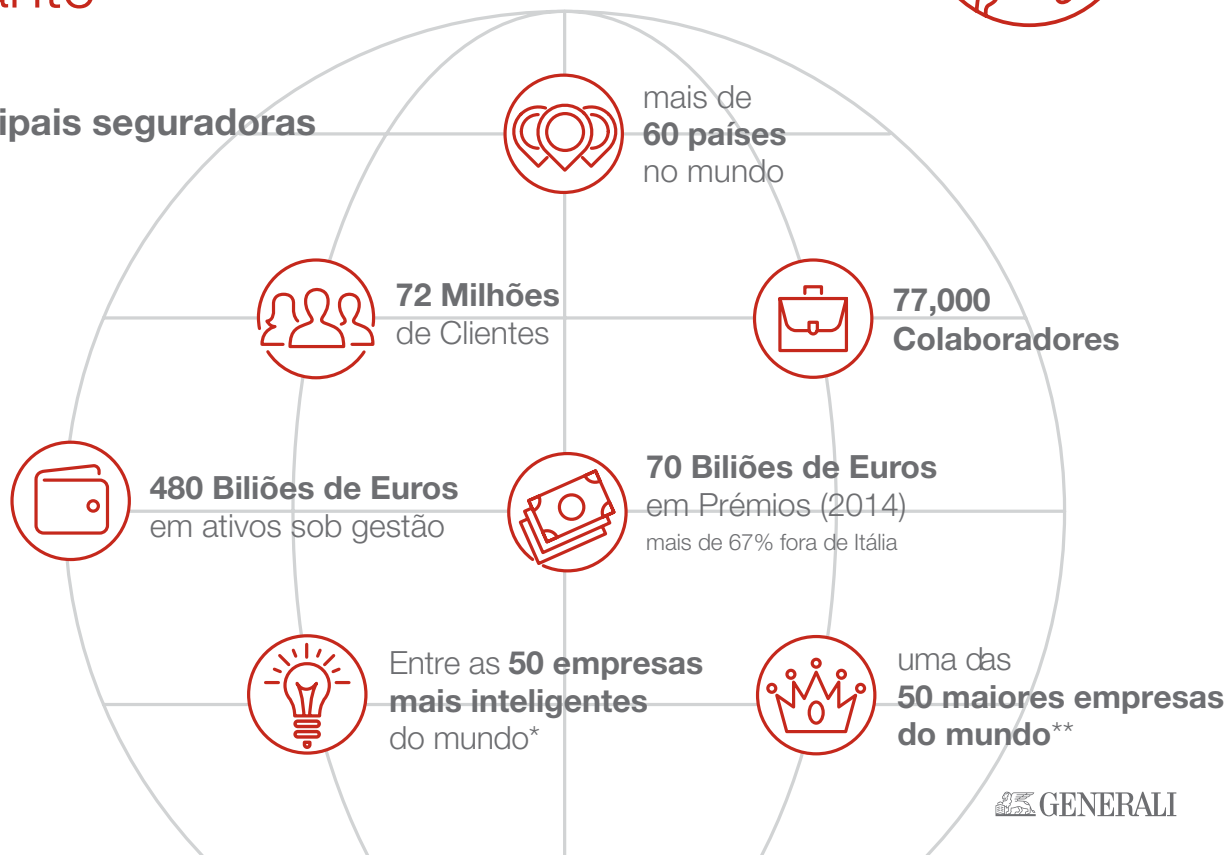 ipais seguradoras
mais de
60 países
no mundo
72 Milhões
de Clientes
77,000
Colaboradores
480 Biliões de Euros
em ativos sob gestão
70 Biliões de Euros
em Prémios (2014)
mais de 67% fora de Itália
Entre as 50 empresas
mais inteligentes
do mundo*
uma das
50 maiores empresas
do mundo**
GENERALI